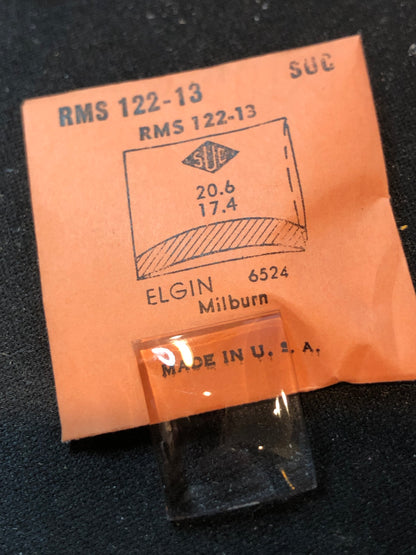 RMS 122-13 SUC
RMS 122-13
SUC
20.6
17.4
ELGIN 6524
Milburn
MADE IN U. S. A.